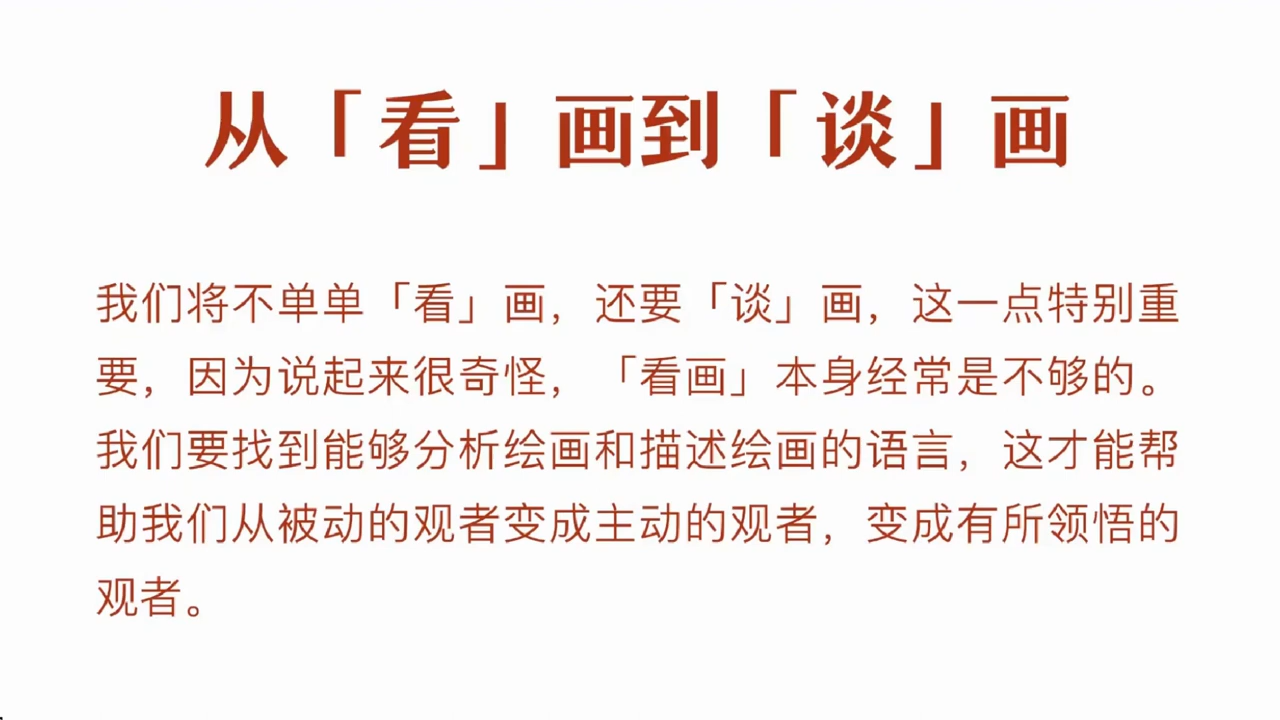 从「看」画到「谈」画
我们将不单单「看」画，还要「谈」画，这一点特别重
要，因为说起来很奇怪，「看画」本身经常是不够的。
我们要找到能够分析绘画和描述绘画的语言，这才能帮
助我们从被动的观者变成主动的观者，变成有所领悟的
观者。